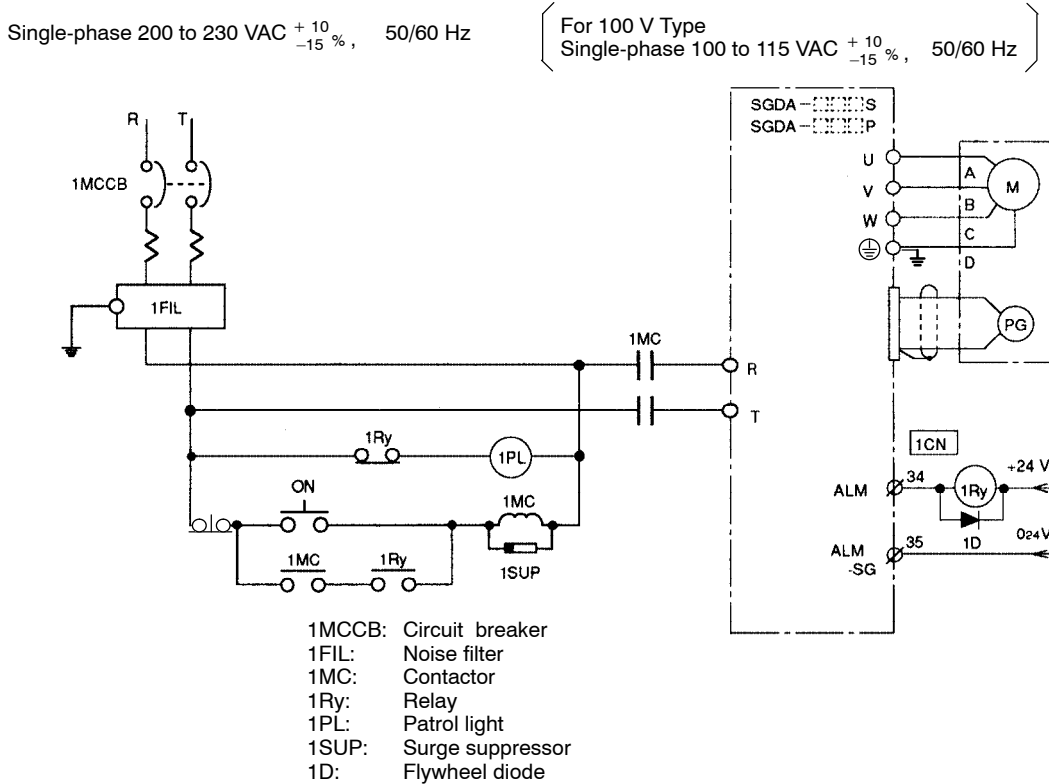 Single-phase 200 to 230 VAC +10 −15 %, 50/60 Hz
For 100 V Type
Single-phase 100 to 115 VAC +10 −15 %, 50/60 Hz
SGDA – S
SGDA – P
R T
1MCCB
1FIL
U
V
W
A
B
C
D
M
PG
1MC
R
T
1Ry
1PL
ON
1MC
1SUP
1MC 1Ry
1CN
ALM 34 1Ry +24 V
1D
ALM 35 024V
-SG
1MCCB: Circuit breaker
1FIL: Noise filter
1MC: Contactor
1Ry: Relay
1PL: Patrol light
1SUP: Surge suppressor
1D: Flywheel diode